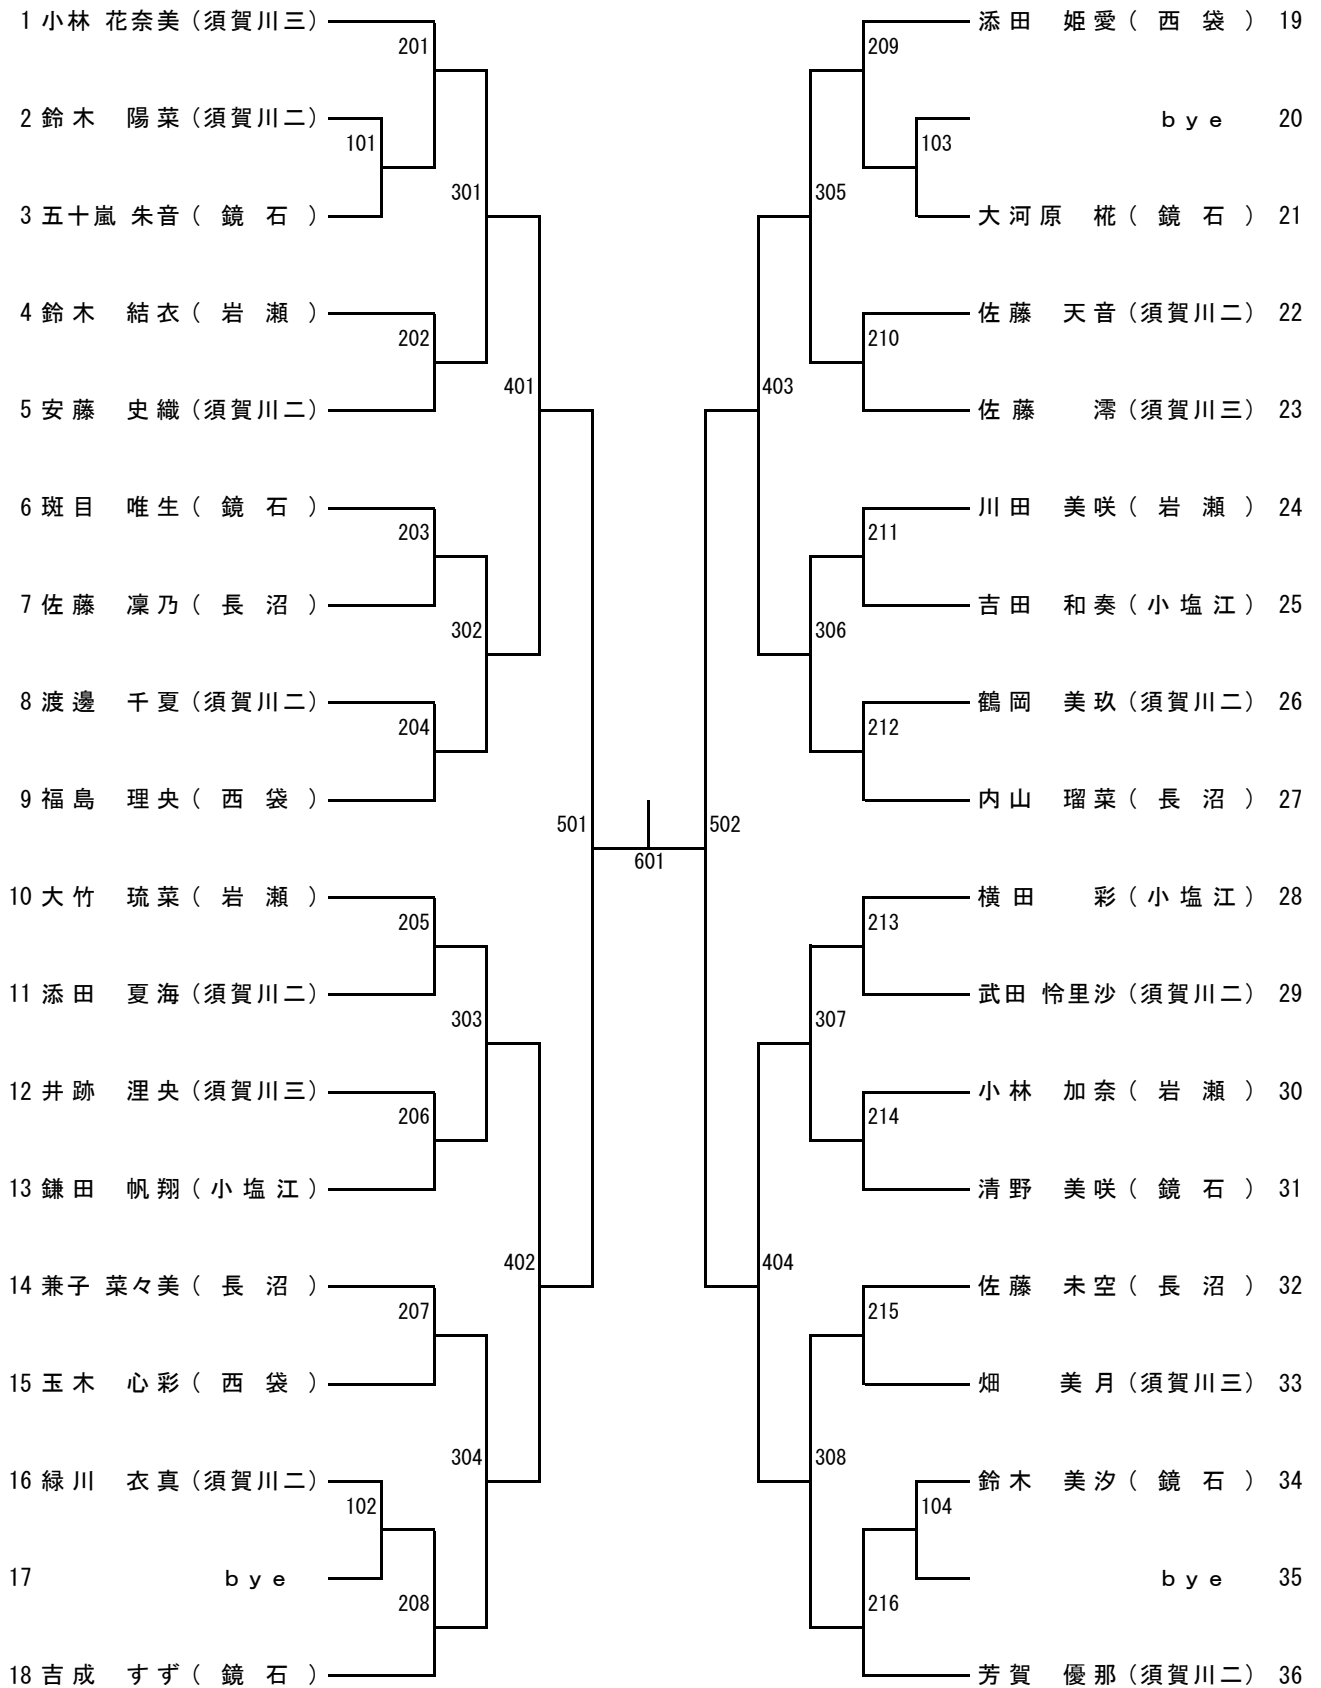 1 小林 花奈美 (須賀川三)
201
2 鈴木 陽菜 (須賀川二)
101
3 五十嵐 朱音 ( 鏡 石 )
301
4 鈴木 結衣 ( 岩 瀬 )
202
5 安藤 史織 (須賀川二)
401
6 斑目 唯生 ( 鏡 石 )
203
7 佐藤 凜乃 ( 長 沼 )
302
8 渡邊 千夏 (須賀川二)
204
9 福島 理央 ( 西 袋 )
501
10 大竹 琉菜 ( 岩 瀬 )
205
11 添田 夏海 (須賀川二)
303
12 井跡 浬央 (須賀川三)
206
13 鎌田 帆翔 ( 小塩江 )
402
14 兼子 菜々美 ( 長 沼 )
207
15 玉木 心彩 ( 西 袋 )
304
16 緑川 衣真 (須賀川二)
102
17 bye
208
18 吉成 すず ( 鏡 石 )
601
添田 姫愛 ( 西 袋 ) 19
209
bye 20
103
大河原 椛 ( 鏡 石 ) 21
305
佐藤 天音 (須賀川二) 22
210
佐藤 澪 (須賀川三) 23
403
川田 美咲 ( 岩 瀬 ) 24
211
吉田 和奏 ( 小塩江 ) 25
306
鶴岡 美玖 (須賀川二) 26
212
内山 瑠菜 ( 長 沼 ) 27
502
横田 彩 ( 小塩江 ) 28
213
武田 怜里沙 (須賀川二) 29
307
小林 加奈 ( 岩 瀬 ) 30
214
清野 美咲 ( 鏡 石 ) 31
404
佐藤 未空 ( 長 沼 ) 32
215
畑 美月 (須賀川三) 33
308
鈴木 美汐 ( 鏡 石 ) 34
104
bye 35
216
芳賀 優那 (須賀川二) 36